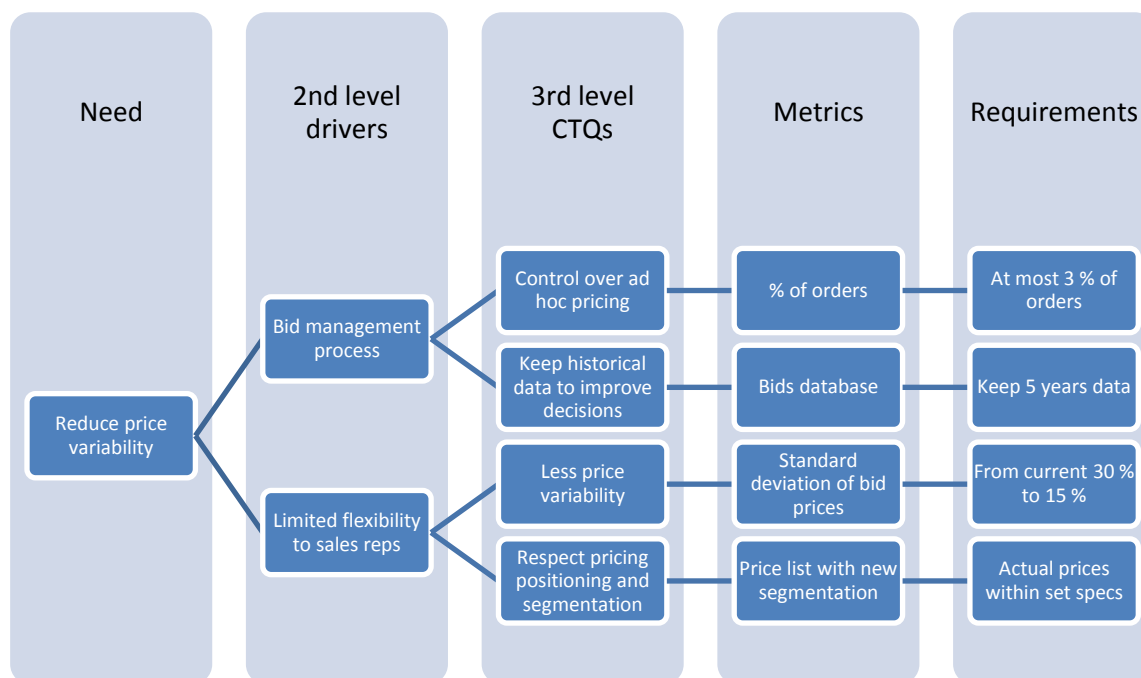 Need
2nd level
drivers
3rd level
CTQs
Metrics
Requirements
Reduce price
variability
Bid management
process
Limited flexibility
to sales reps
Control over ad
hoc pricing
Keep historical
data to improve
decisions
Less price
variability
Respect pricing
positioning and
segmentation
% of orders
Bids database
Standard
deviation of bid
prices
Price list with new
segmentation
At most 3 % of
orders
Keep 5 years data
From current 30 %
to 15 %
Actual prices
within set specs